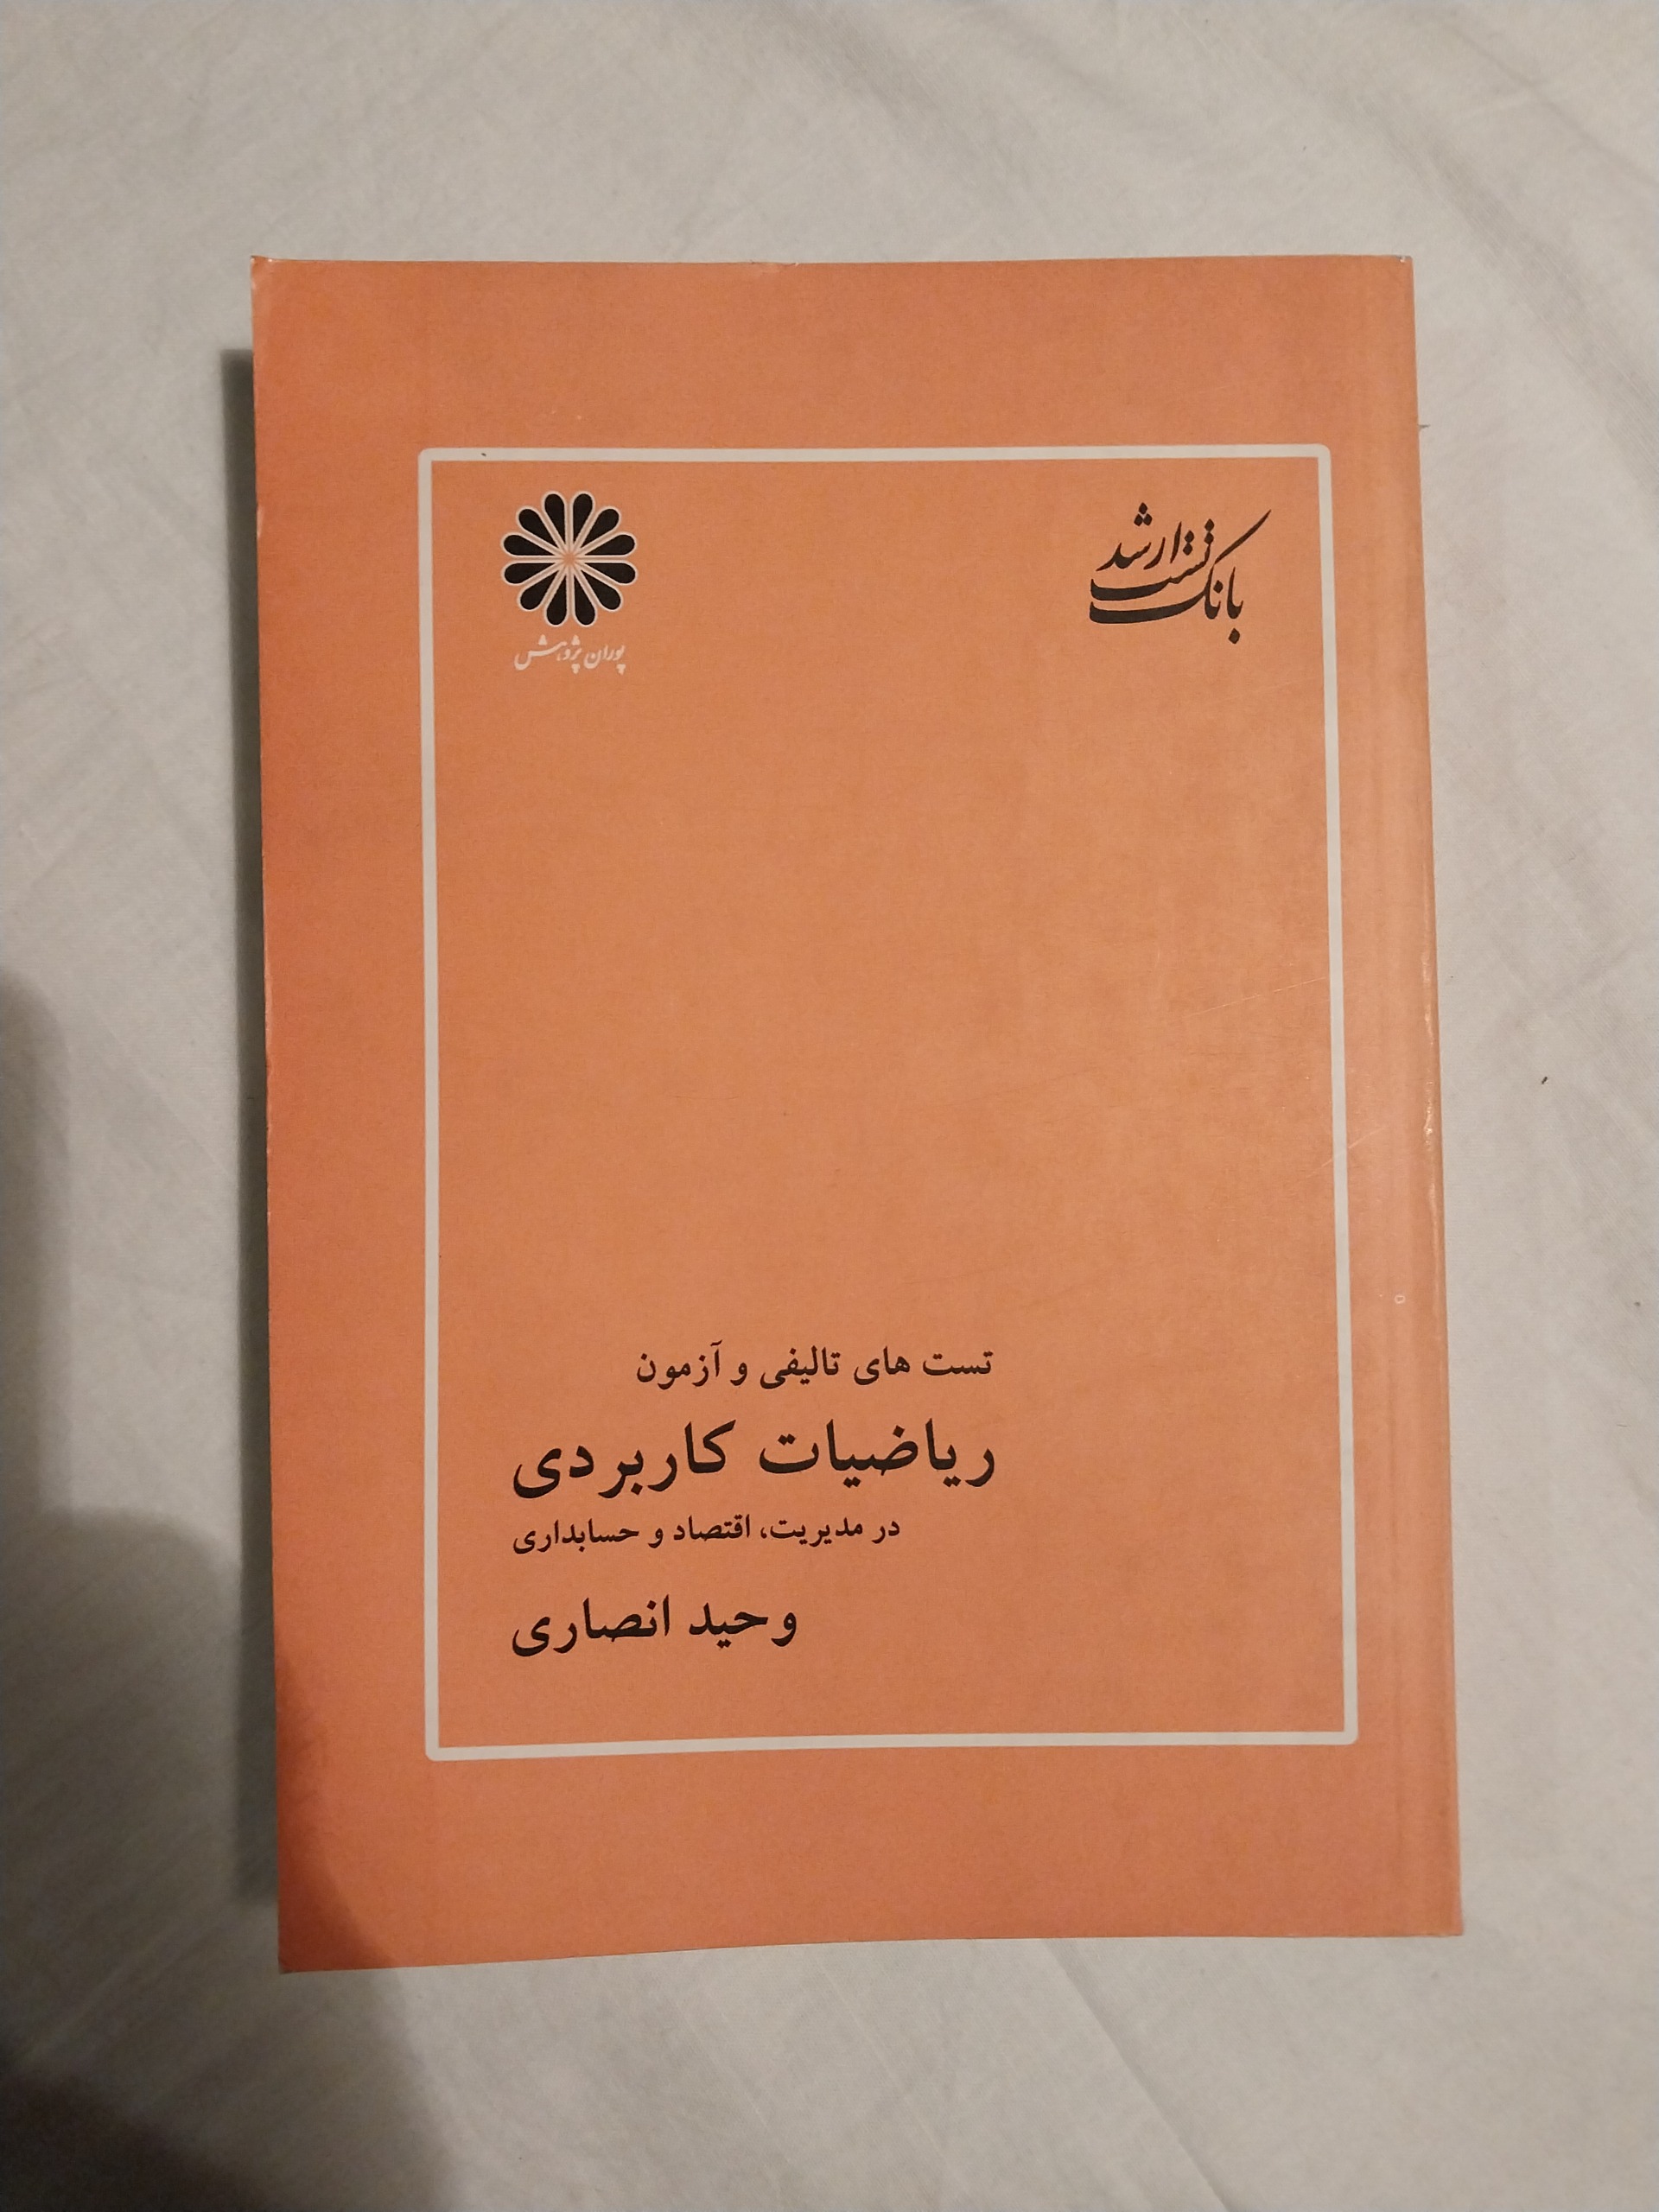 بانک تست ارشد
پوران پژوهش
تست های تالیفی و آزمون
ریاضیات کاربردی
در مدیریت، اقتصاد و حسابداری
وحید انصاری